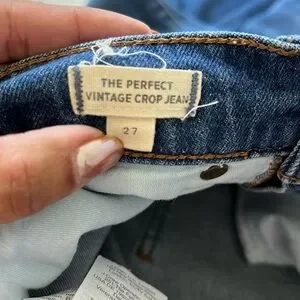 THE PERFECT
VINTAGE CROP JEAN
27